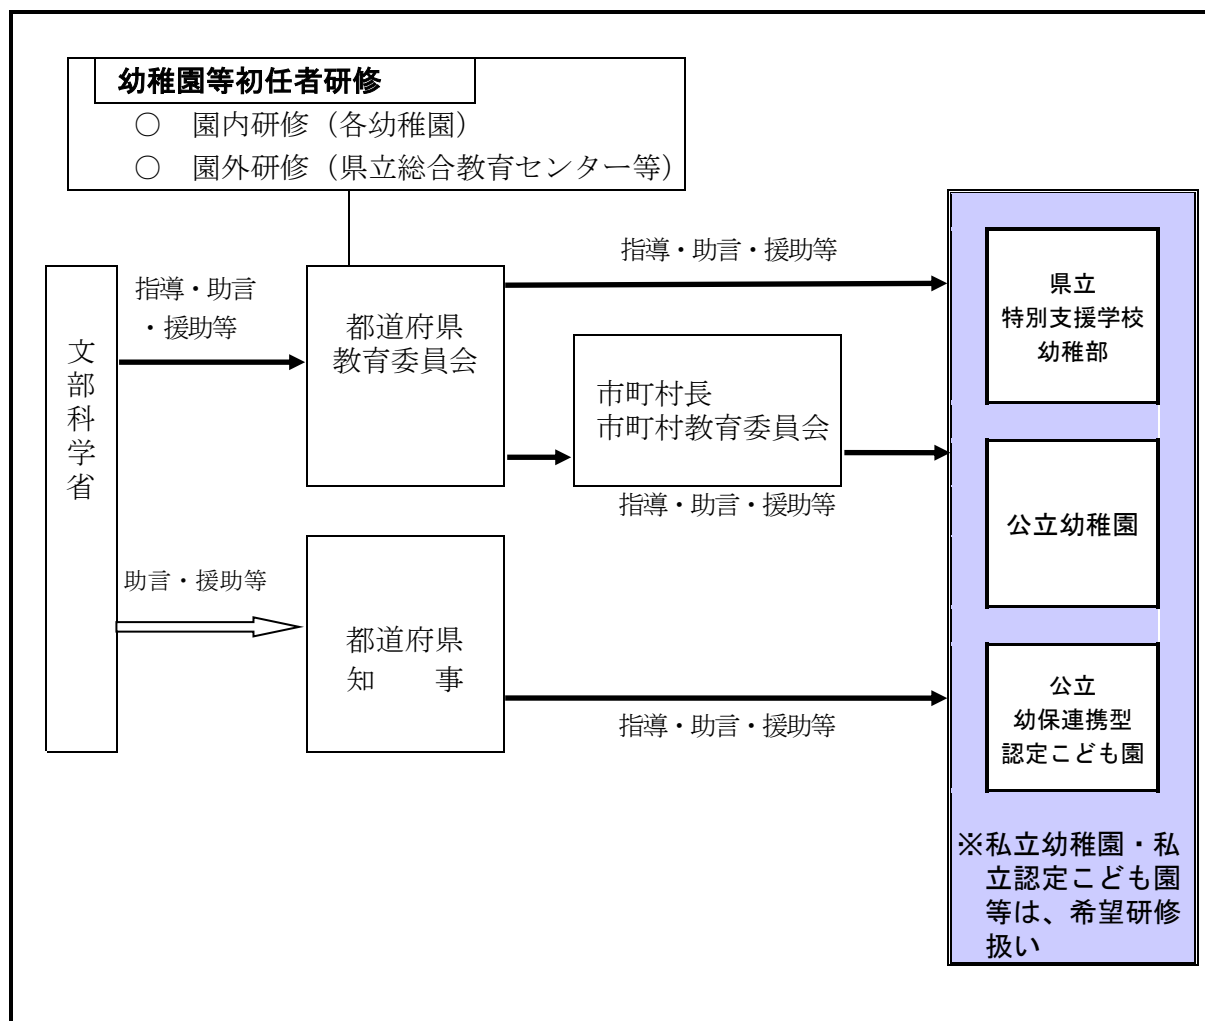 幼稚園等初任者研修
○ 園内研修（各幼稚園）
○ 園外研修（県立総合教育センター等）
文部科学省
指導・助言
・援助等
都道府県
教育委員会
指導・助言・援助等
市町村長
市町村教育委員会
指導・助言・援助等
助言・援助等
都道府県
知　　事
指導・助言・援助等
県立
特別支援学校
幼稚部
公立幼稚園
公立
幼保連携型
認定こども園
※私立幼稚園・私
立認定こども園
等は、希望研修
扱い